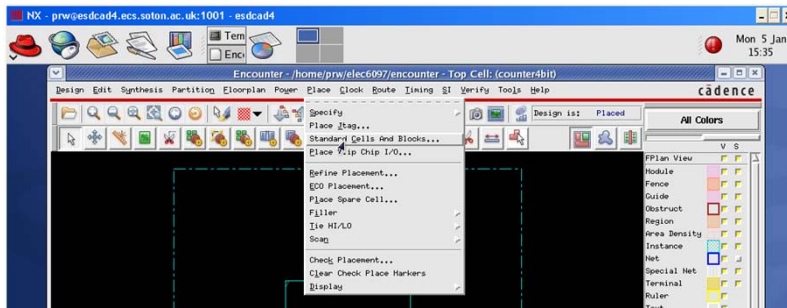 NX - prw@esdcad4.ecs.soton.ac.uk:1001 - esdcad4
Tern
Enc
Mon 5 Jan
15:35
Encounter - /home/prw/elec6097/encounter - Top Cell: (counter4bit)
Design Edit Synthesis Partition Floorplan Power Place Clock Route Timing SI Verify Tools Help
cādence
Specify
Place Jtag...
Standard Cells And Blocks...
Chip I/O...
Refine Placement...
ECO Placement...
Place Spare Cell...
Filler
Tie HI/LO
Scan
Check Placement...
Clear Check Place Markers
Display
Design is: Placed
All Colors
V S
FPlan View
Module
Fence
Guide
Obstruct
Region
Area Density
Instance
Net
Special Net
Terminal
Ruler
Text